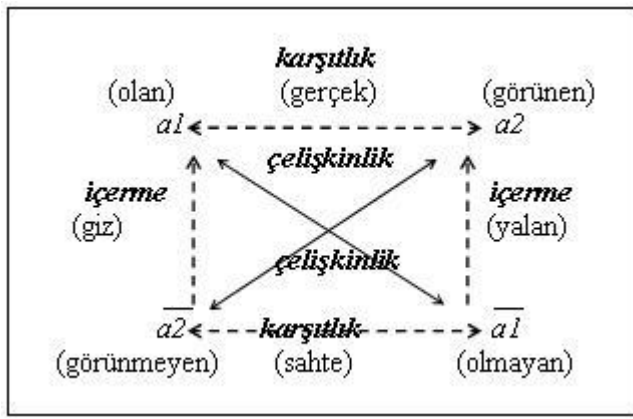 karşıtlık
(olan) (gerçek) (görünen)
a1 a2
çelişkinlik
içerme içerme
(giz) (yalan)
çelişkinlik
a2 karşıtlık a1
(görünmeyen) (sahte) (olmayan)